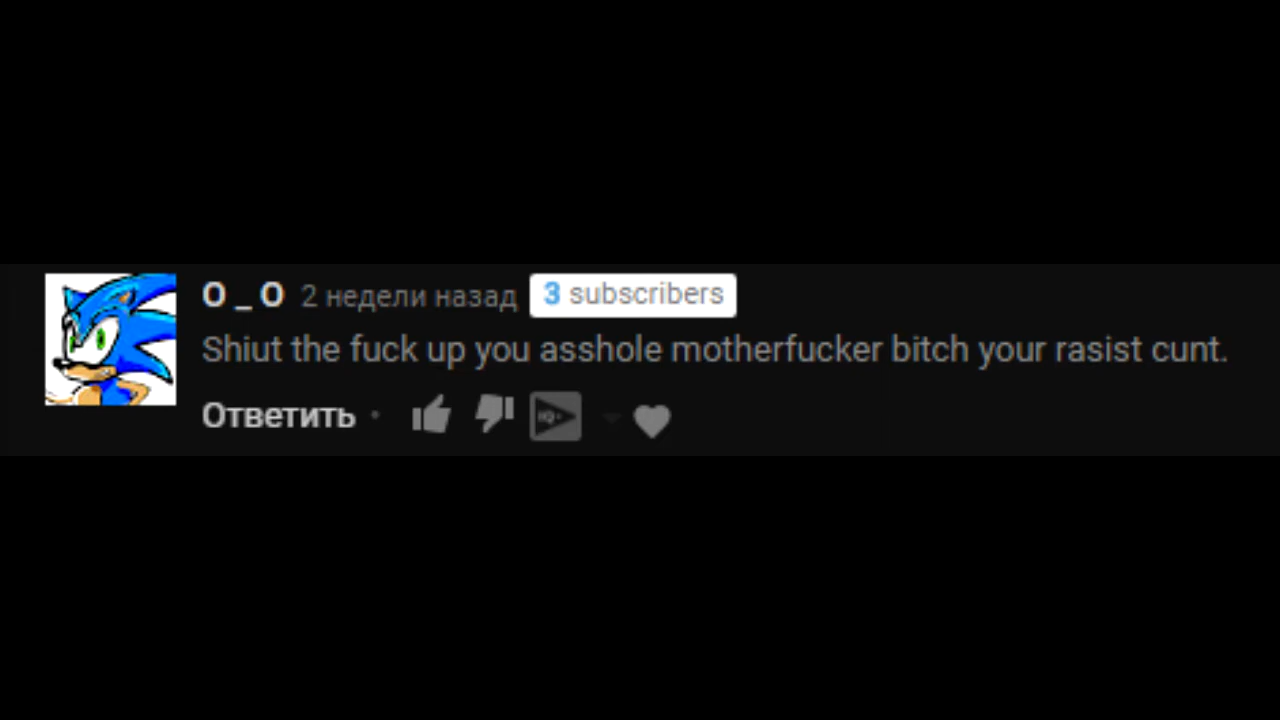 O _ O 2 недели назад 3 subscribers
Shiut the fuck up you asshole motherfucker bitch your rasist cunt.
Ответить